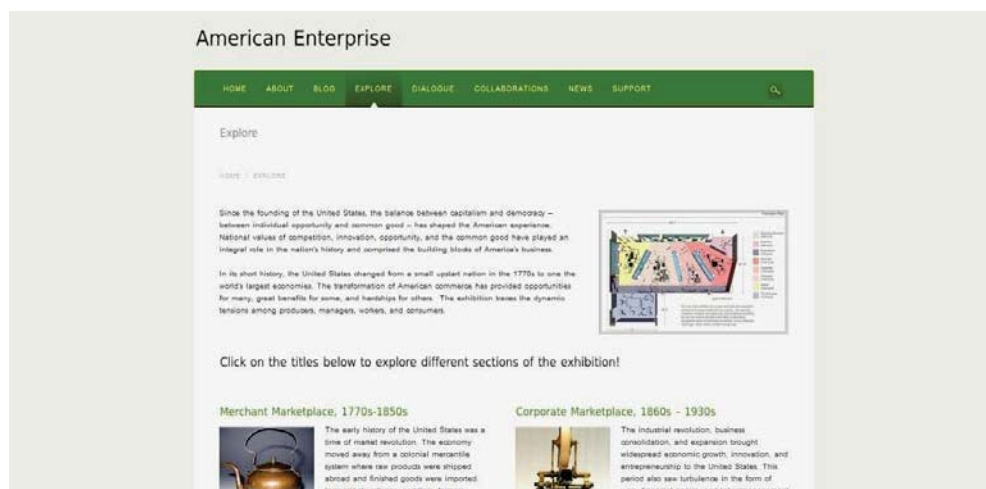 American Enterprise
HOME ABOUT BLOG EXPLORE DIALOGUE COLLABORATIONS NEWS SUPPORT
Explore
HOME / EXPLORE
Since the founding of the United States, the balance between capitalism and democracy –
between individual opportunity and common good – has shaped the American experience.
National values of competition, innovation, opportunity, and the common good have played an
integral role in the nation's history and comprised the building blocks of America's business.
In its short history, the United States changed from a small upstart nation in the 1770s to one the
world's largest economies. The transformation of American commerce has provided opportunities
for many, great benefits for some, and hardships for others. The exhibition traces the dynamic
tensions among producers, managers, workers, and consumers.
Click on the titles below to explore different sections of the exhibition!
Merchant Marketplace, 1770s-1850s
The early history of the United States was a
time of market revolution. The economy
moved away from a colonial mercantile
system where raw products were shipped
abroad and finished goods were imported
Corporate Marketplace, 1860s - 1930s
The industrial revolution, business
consolidation, and expansion brought
widespread economic growth, innovation, and
entrepreneurship to the United States. This
period also saw turbulence in the form of